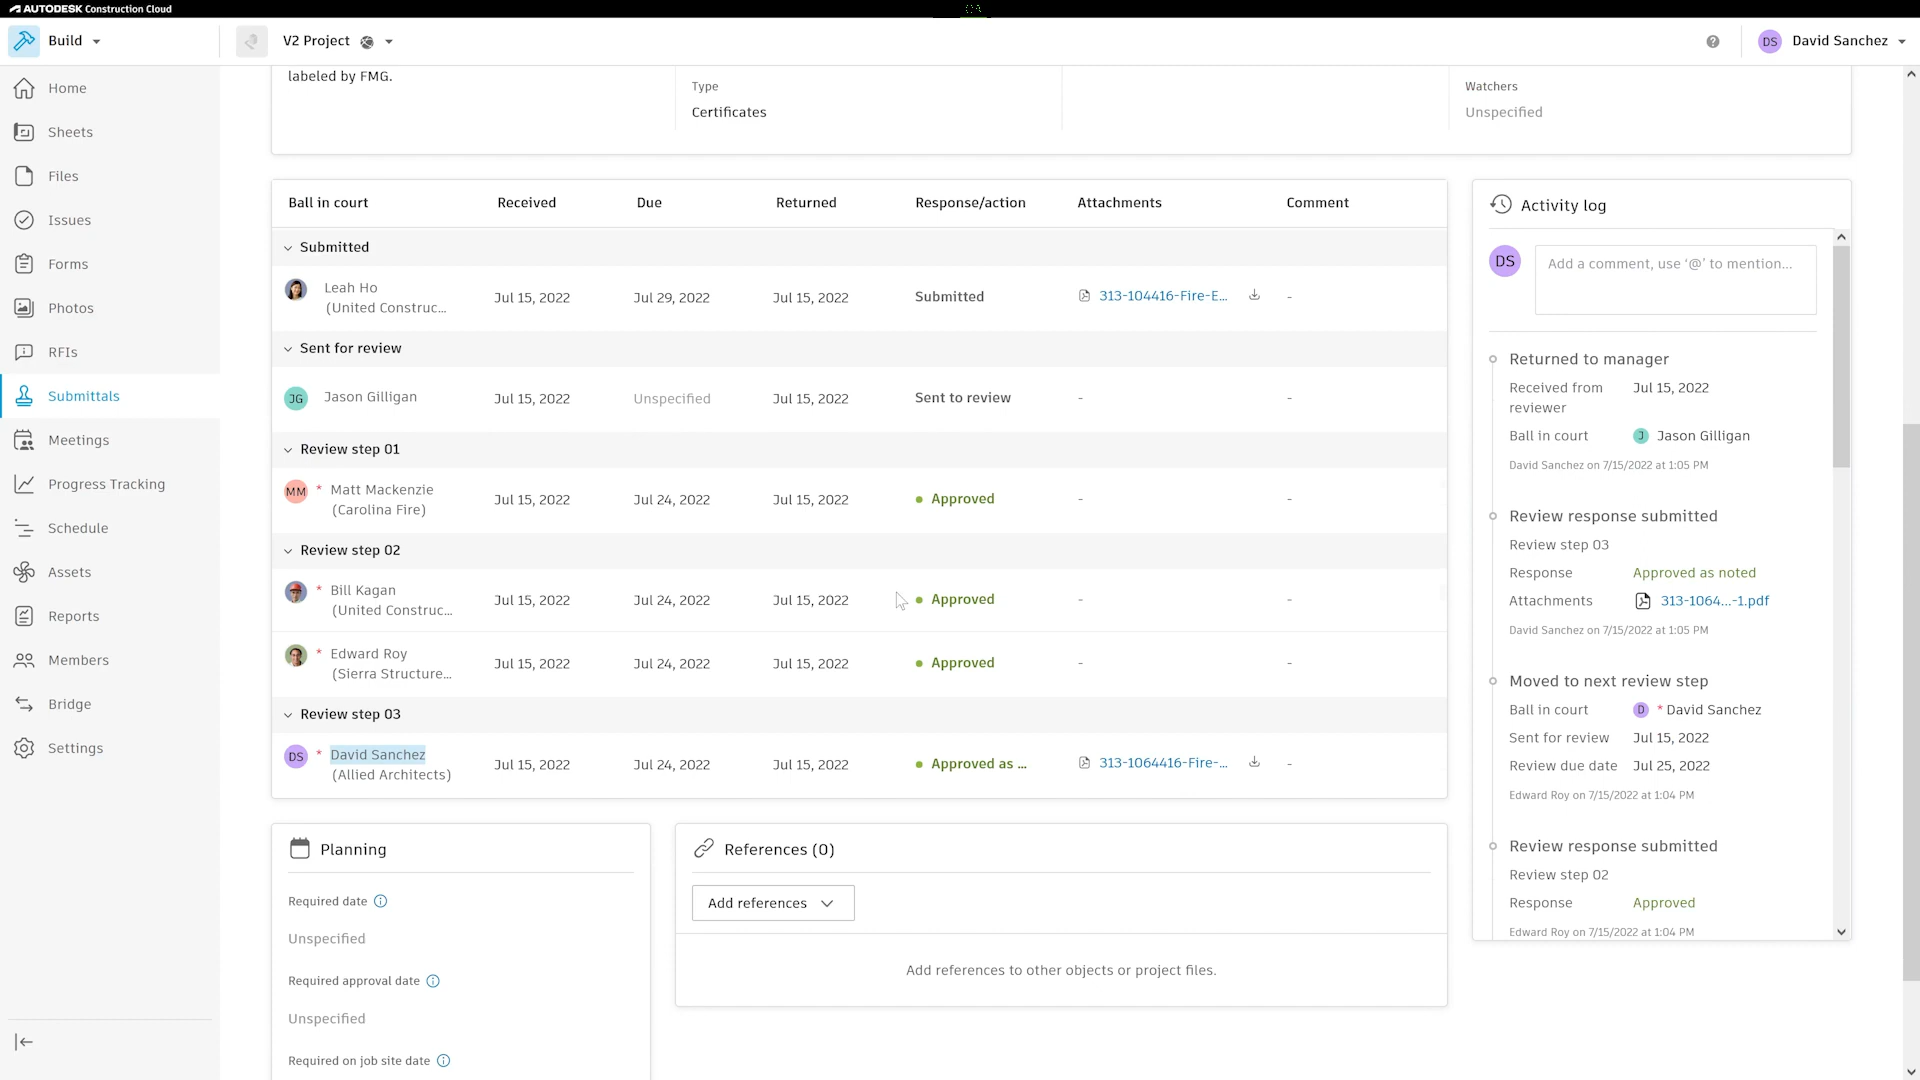 AUTODESK Construction Cloud
Build
V2 Project
DS David Sanchez
Home
Sheets
Files
Issues
Forms
Photos
RFIs
Submittals
Meetings
Progress Tracking
Schedule
Assets
Reports
Members
Bridge
Settings
labeled by FMG.
Type
Certificates
Watchers
Unspecified
Ball in court Received Due Returned Response/action Attachments Comment
Submitted
Leah Ho
(United Construc... Jul 15, 2022 Jul 29, 2022 Jul 15, 2022 Submitted 313-104416-Fire-E... -
Sent for review
JG Jason Gilligan Jul 15, 2022 Unspecified Jul 15, 2022 Sent to review - -
Review step 01
MM * Matt Mackenzie
(Carolina Fire) Jul 15, 2022 Jul 24, 2022 Jul 15, 2022 Approved - -
Review step 02
* Bill Kagan
(United Construc... Jul 15, 2022 Jul 24, 2022 Jul 15, 2022 Approved - -
* Edward Roy
(Sierra Structure... Jul 15, 2022 Jul 24, 2022 Jul 15, 2022 Approved - -
Review step 03
DS * David Sanchez
(Allied Architects) Jul 15, 2022 Jul 24, 2022 Jul 15, 2022 Approved as ... 313-1064416-Fire-... -
Planning
Required date
Unspecified
Required approval date
Unspecified
Required on job site date
References (0)
Add references
Add references to other objects or project files.
Activity log
DS Add a comment, use ‘@’ to mention...
Returned to manager
Received from reviewer Jul 15, 2022
Ball in court J Jason Gilligan
David Sanchez on 7/15/2022 at 1:05 PM
Review response submitted
Review step 03
Response Approved as noted
Attachments 313-1064...-1.pdf
David Sanchez on 7/15/2022 at 1:05 PM
Moved to next review step
Ball in court D * David Sanchez
Sent for review Jul 15, 2022
Review due date Jul 25, 2022
Edward Roy on 7/15/2022 at 1:04 PM
Review response submitted
Review step 02
Response Approved
Edward Roy on 7/15/2022 at 1:04 PM